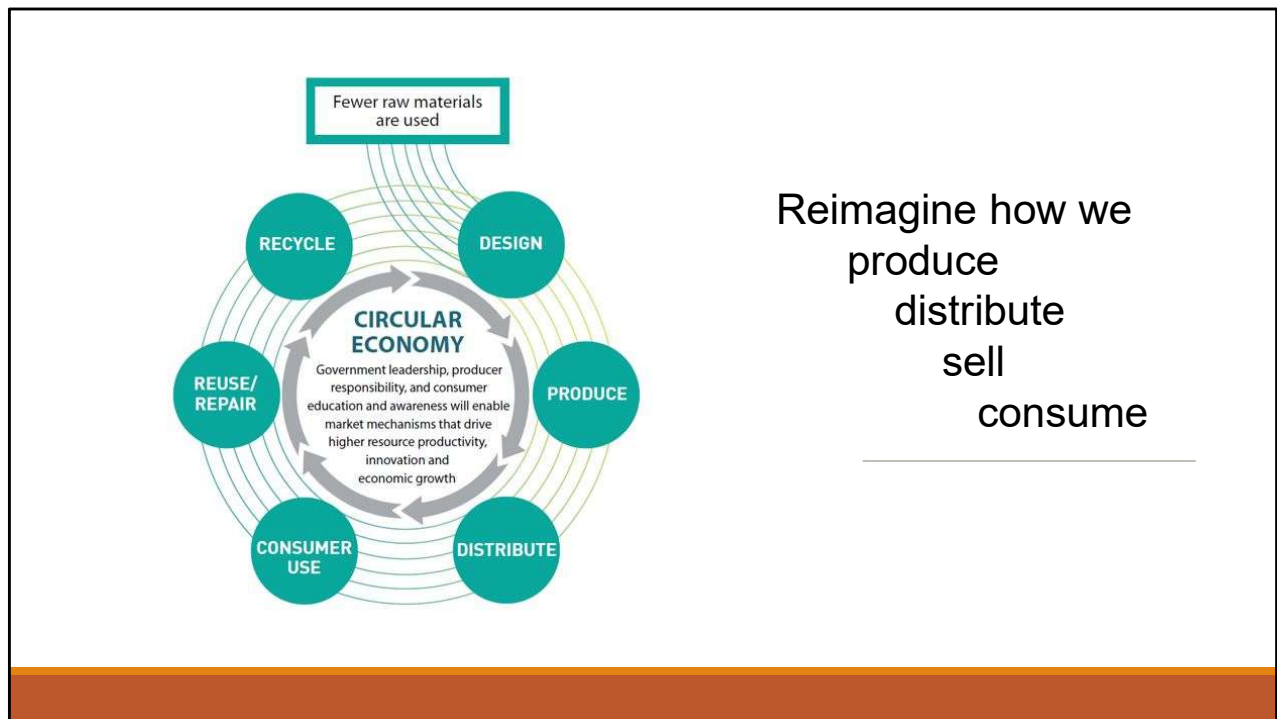 Fewer raw materials
are used
RECYCLE
DESIGN
CIRCULAR
ECONOMY
Government leadership, producer
responsibility, and consumer
education and awareness will enable
market mechanisms that drive
higher resource productivity,
innovation and
economic growth
REUSE/
REPAIR
PRODUCE
CONSUMER
USE
DISTRIBUTE
Reimagine how we
produce
distribute
sell
consume